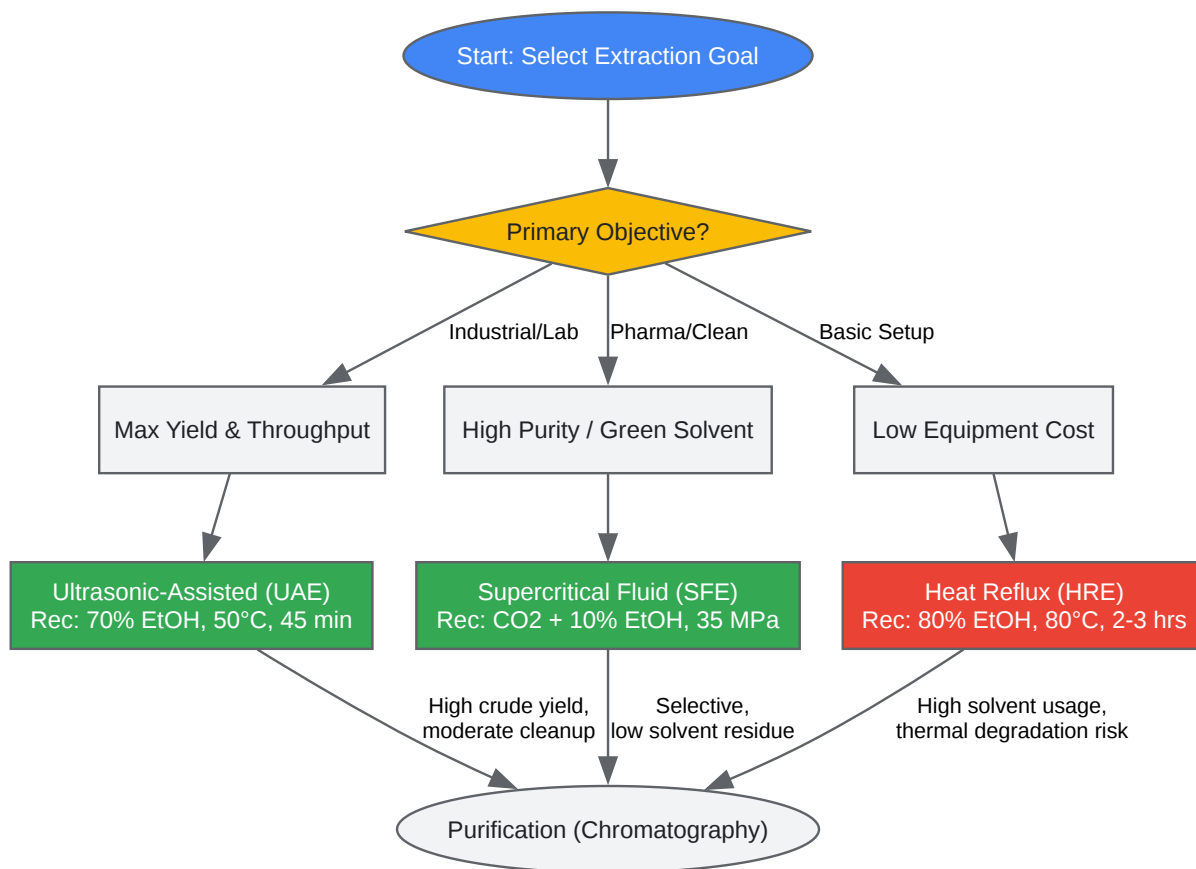 Start: Select Extraction Goal
Primary Objective?
Industrial/Lab
Pharma/Clean
Basic Setup
Max Yield & Throughput
High Purity / Green Solvent
Low Equipment Cost
Ultrasonic-Assisted (UAE)
Rec: 70% EtOH, 50°C, 45 min
Supercritical Fluid (SFE)
Rec: CO2 + 10% EtOH, 35 MPa
Heat Reflux (HRE)
Rec: 80% EtOH, 80°C, 2-3 hrs
High crude yield,
moderate cleanup
Selective,
low solvent residue
High solvent usage,
thermal degradation risk
Purification (Chromatography)